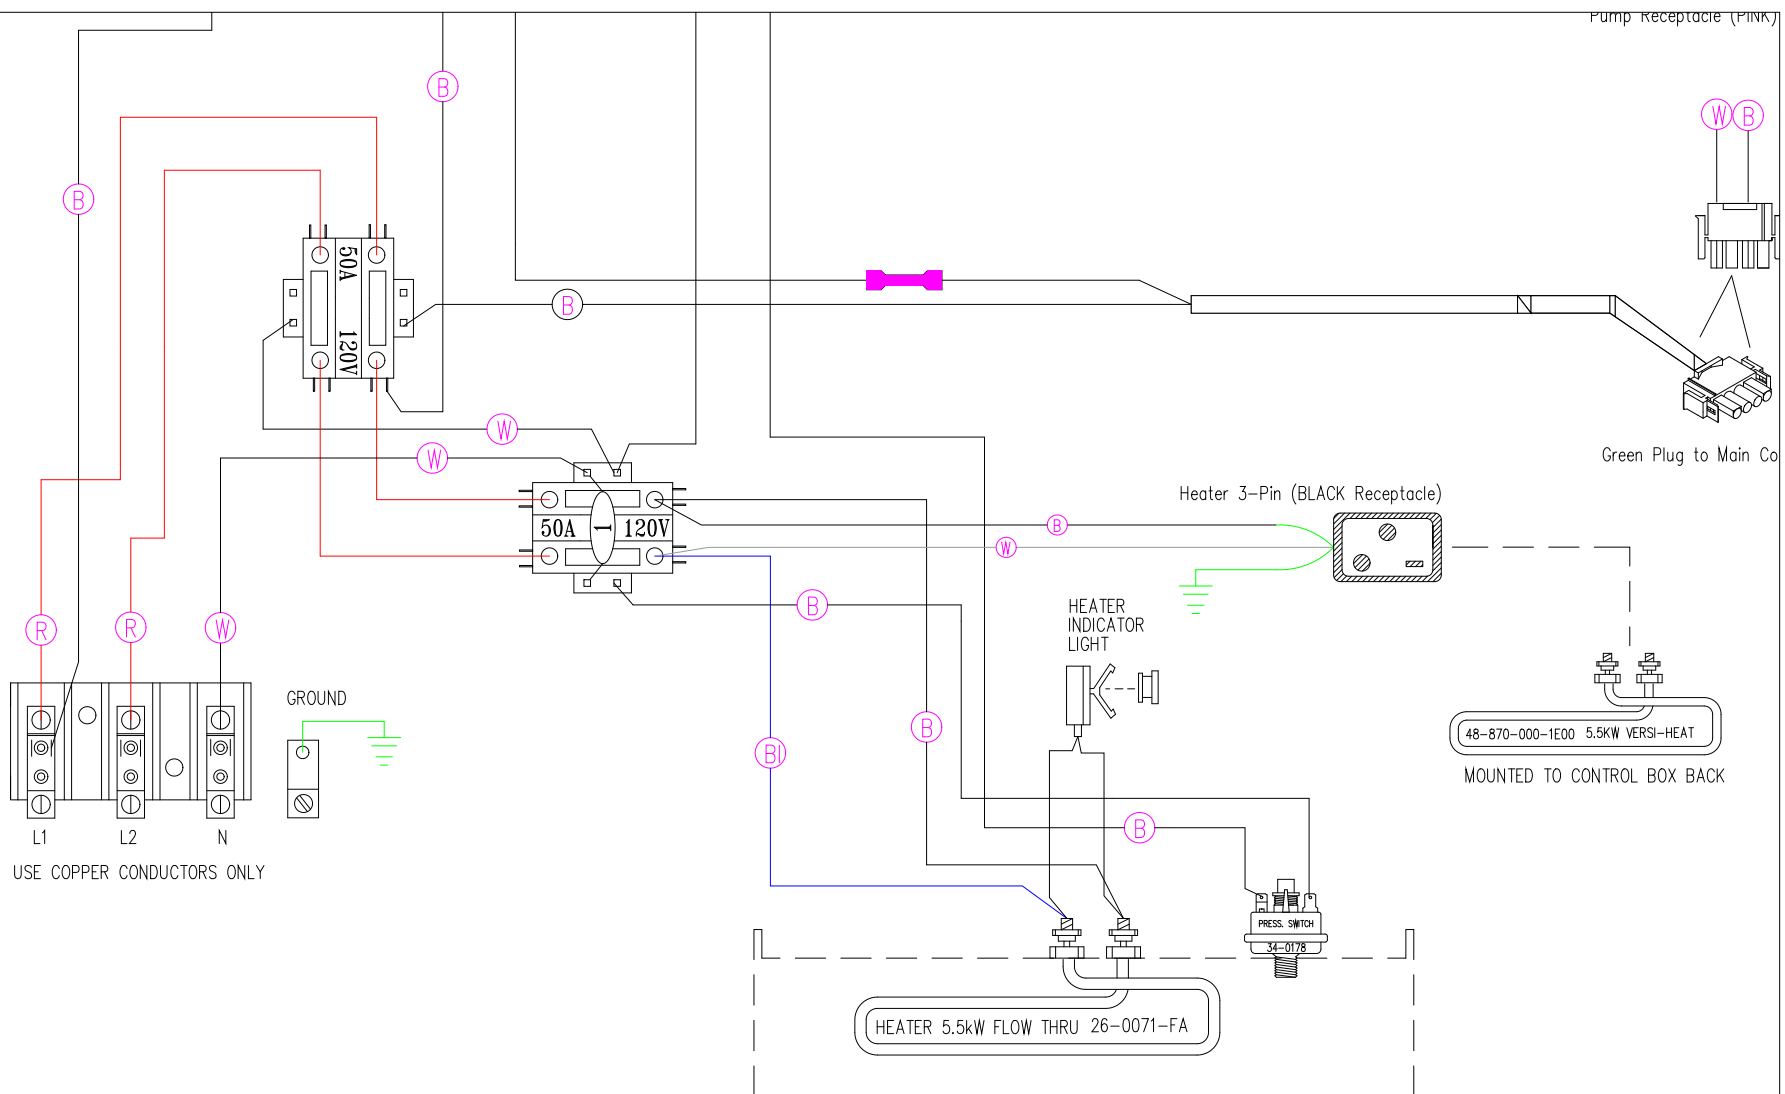 Pump Receptacle (PINK)
B
W B
B
50A 120V
B
Green Plug to Main Co
W
W
Heater 3-Pin (BLACK Receptacle)
50A 1 120V
B
W
B
HEATER
INDICATOR
LIGHT
R R W
GROUND
B
BI
48-870-000-1E00 5.5KW VERSI-HEAT
MOUNTED TO CONTROL BOX BACK
B
L1 L2 N
USE COPPER CONDUCTORS ONLY
PRESS. SWITCH
34-0178
HEATER 5.5kW FLOW THRU 26-0071-FA